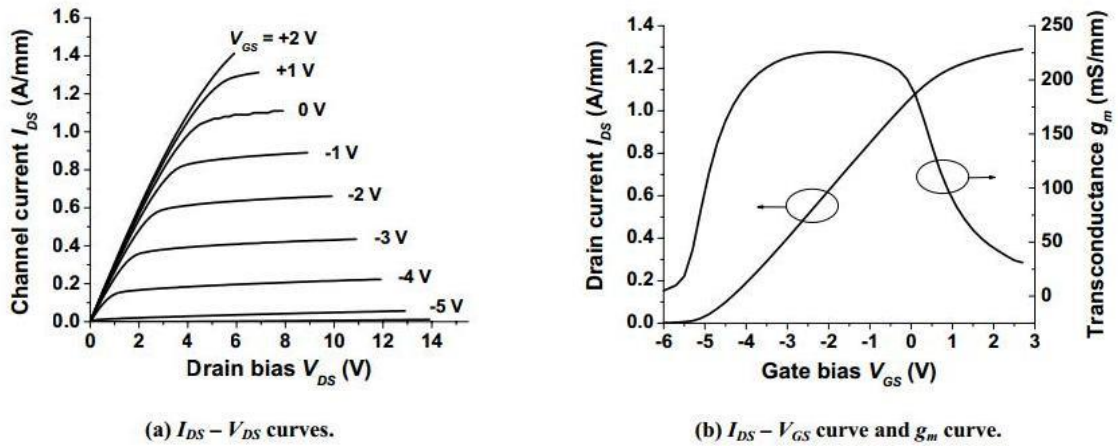 1.6
1.4
1.2
1.0
0.8
0.6
0.4
0.2
0.0
Channel current I_DS (A/mm)
V_GS = +2 V
+1 V
0 V
-1 V
-2 V
-3 V
-4 V
-5 V
0 2 4 6 8 10 12 14
Drain bias V_DS (V)
(a) I_DS – V_DS curves.
1.4
1.2
1.0
0.8
0.6
0.4
0.2
0.0
Drain current I_DS (A/mm)
250
200
150
100
50
0
Transconductance g_m (mS/mm)
-6 -5 -4 -3 -2 -1 0 1 2 3
Gate bias V_GS (V)
(b) I_DS – V_GS curve and g_m curve.